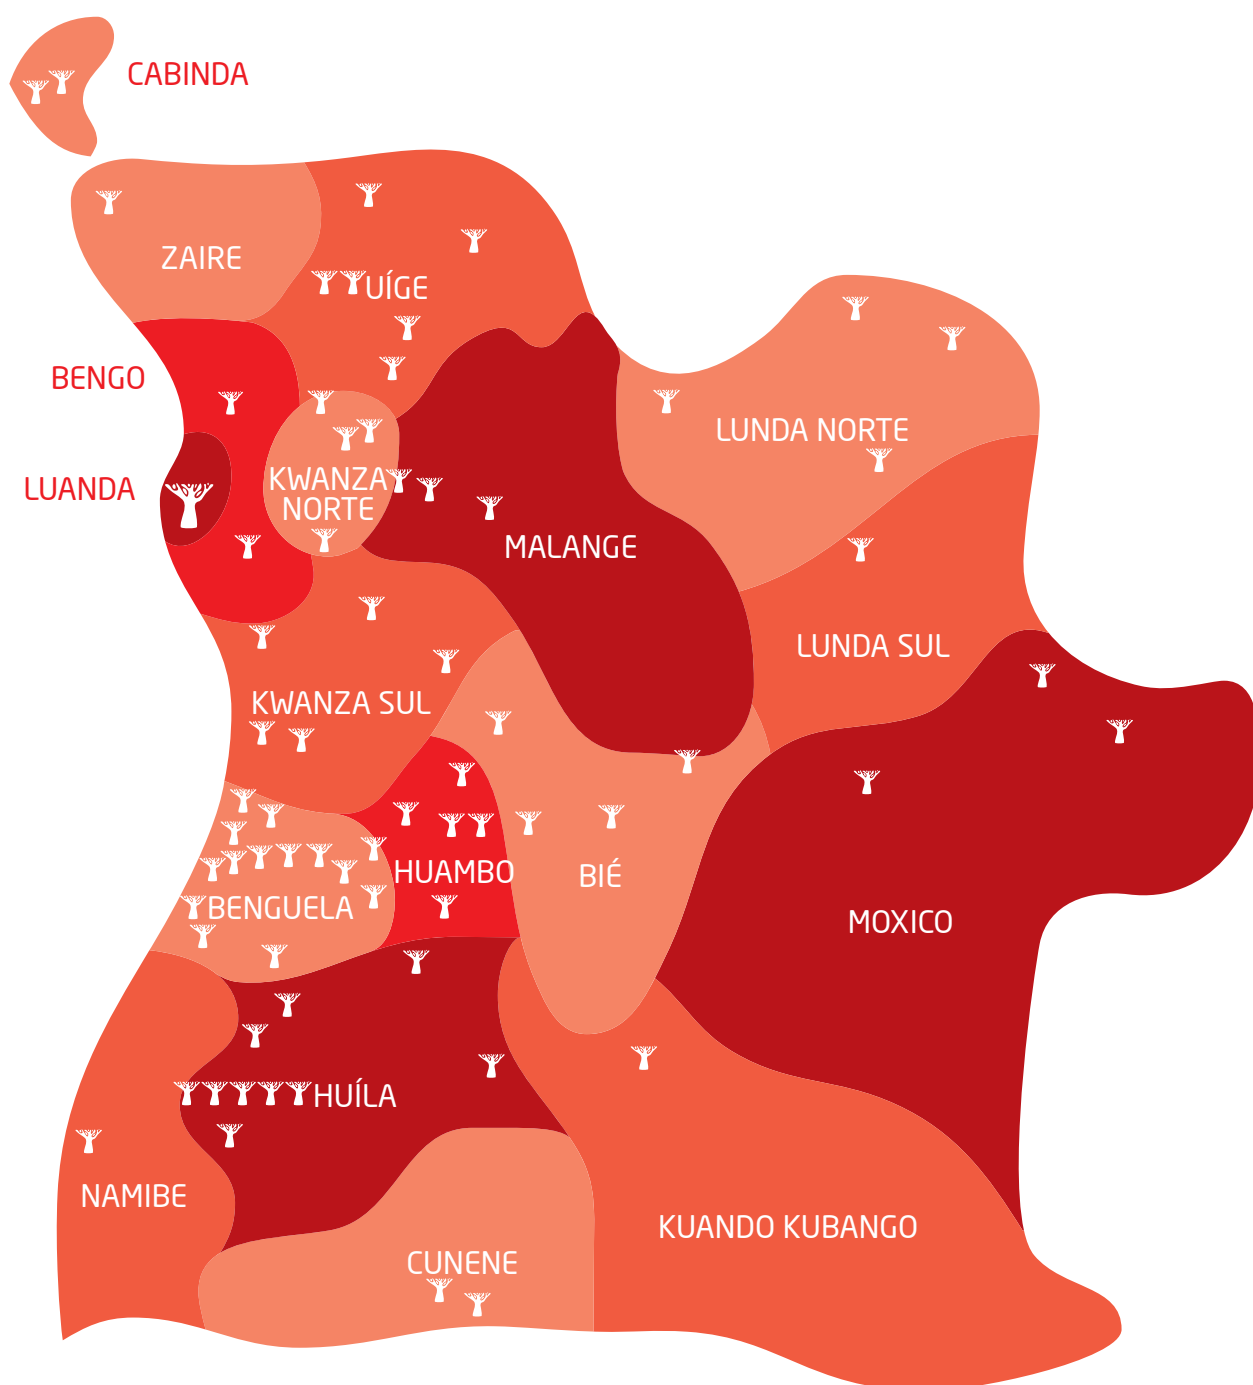 CABINDA
ZAIRE
UÍGE
BENGO
LUNDA NORTE
LUANDA
KWANZA
NORTE
MALANGE
LUNDA SUL
KWANZA SUL
HUAMBO
BIÉ
BENGUELA
MOXICO
HUÍLA
NAMIBE
KUANDO KUBANGO
CUNENE